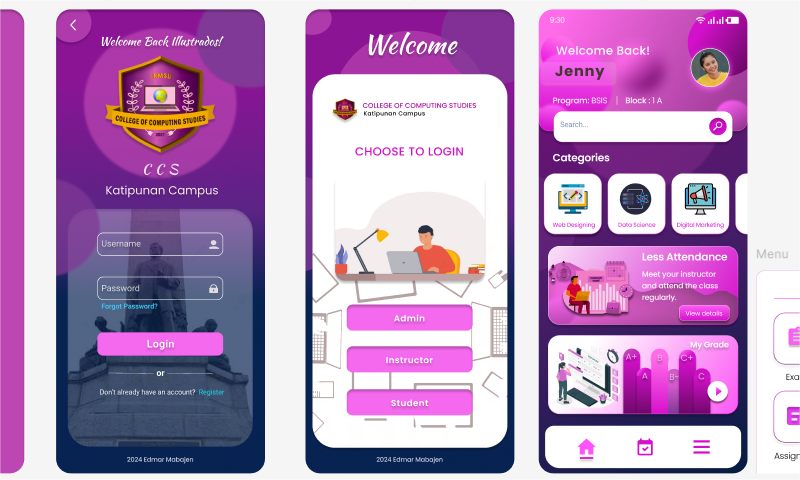 Welcome Back Illustrados!
JRMSU
COLLEGE OF COMPUTING STUDIES
2021
C C S
Katipunan Campus
Username
Password
Forgot Password?
Login
or
Don't already have an account? Register
2024 Edmar Mabajen
Welcome
COLLEGE OF COMPUTING STUDIES
Katipunan Campus
CHOOSE TO LOGIN
Admin
Instructor
Student
2024 Edmar Mabajen
9:30
Welcome Back!
Jenny
Program: BSIS | Block : 1 A
Search...
Categories
Web Designing
Data Science
Digital Marketing
Less Attendance
Meet your instructor
and attend the class
regularly.
View details
My Grade
A+
A
B
B-
C+
C
Menu
Exa
Assign